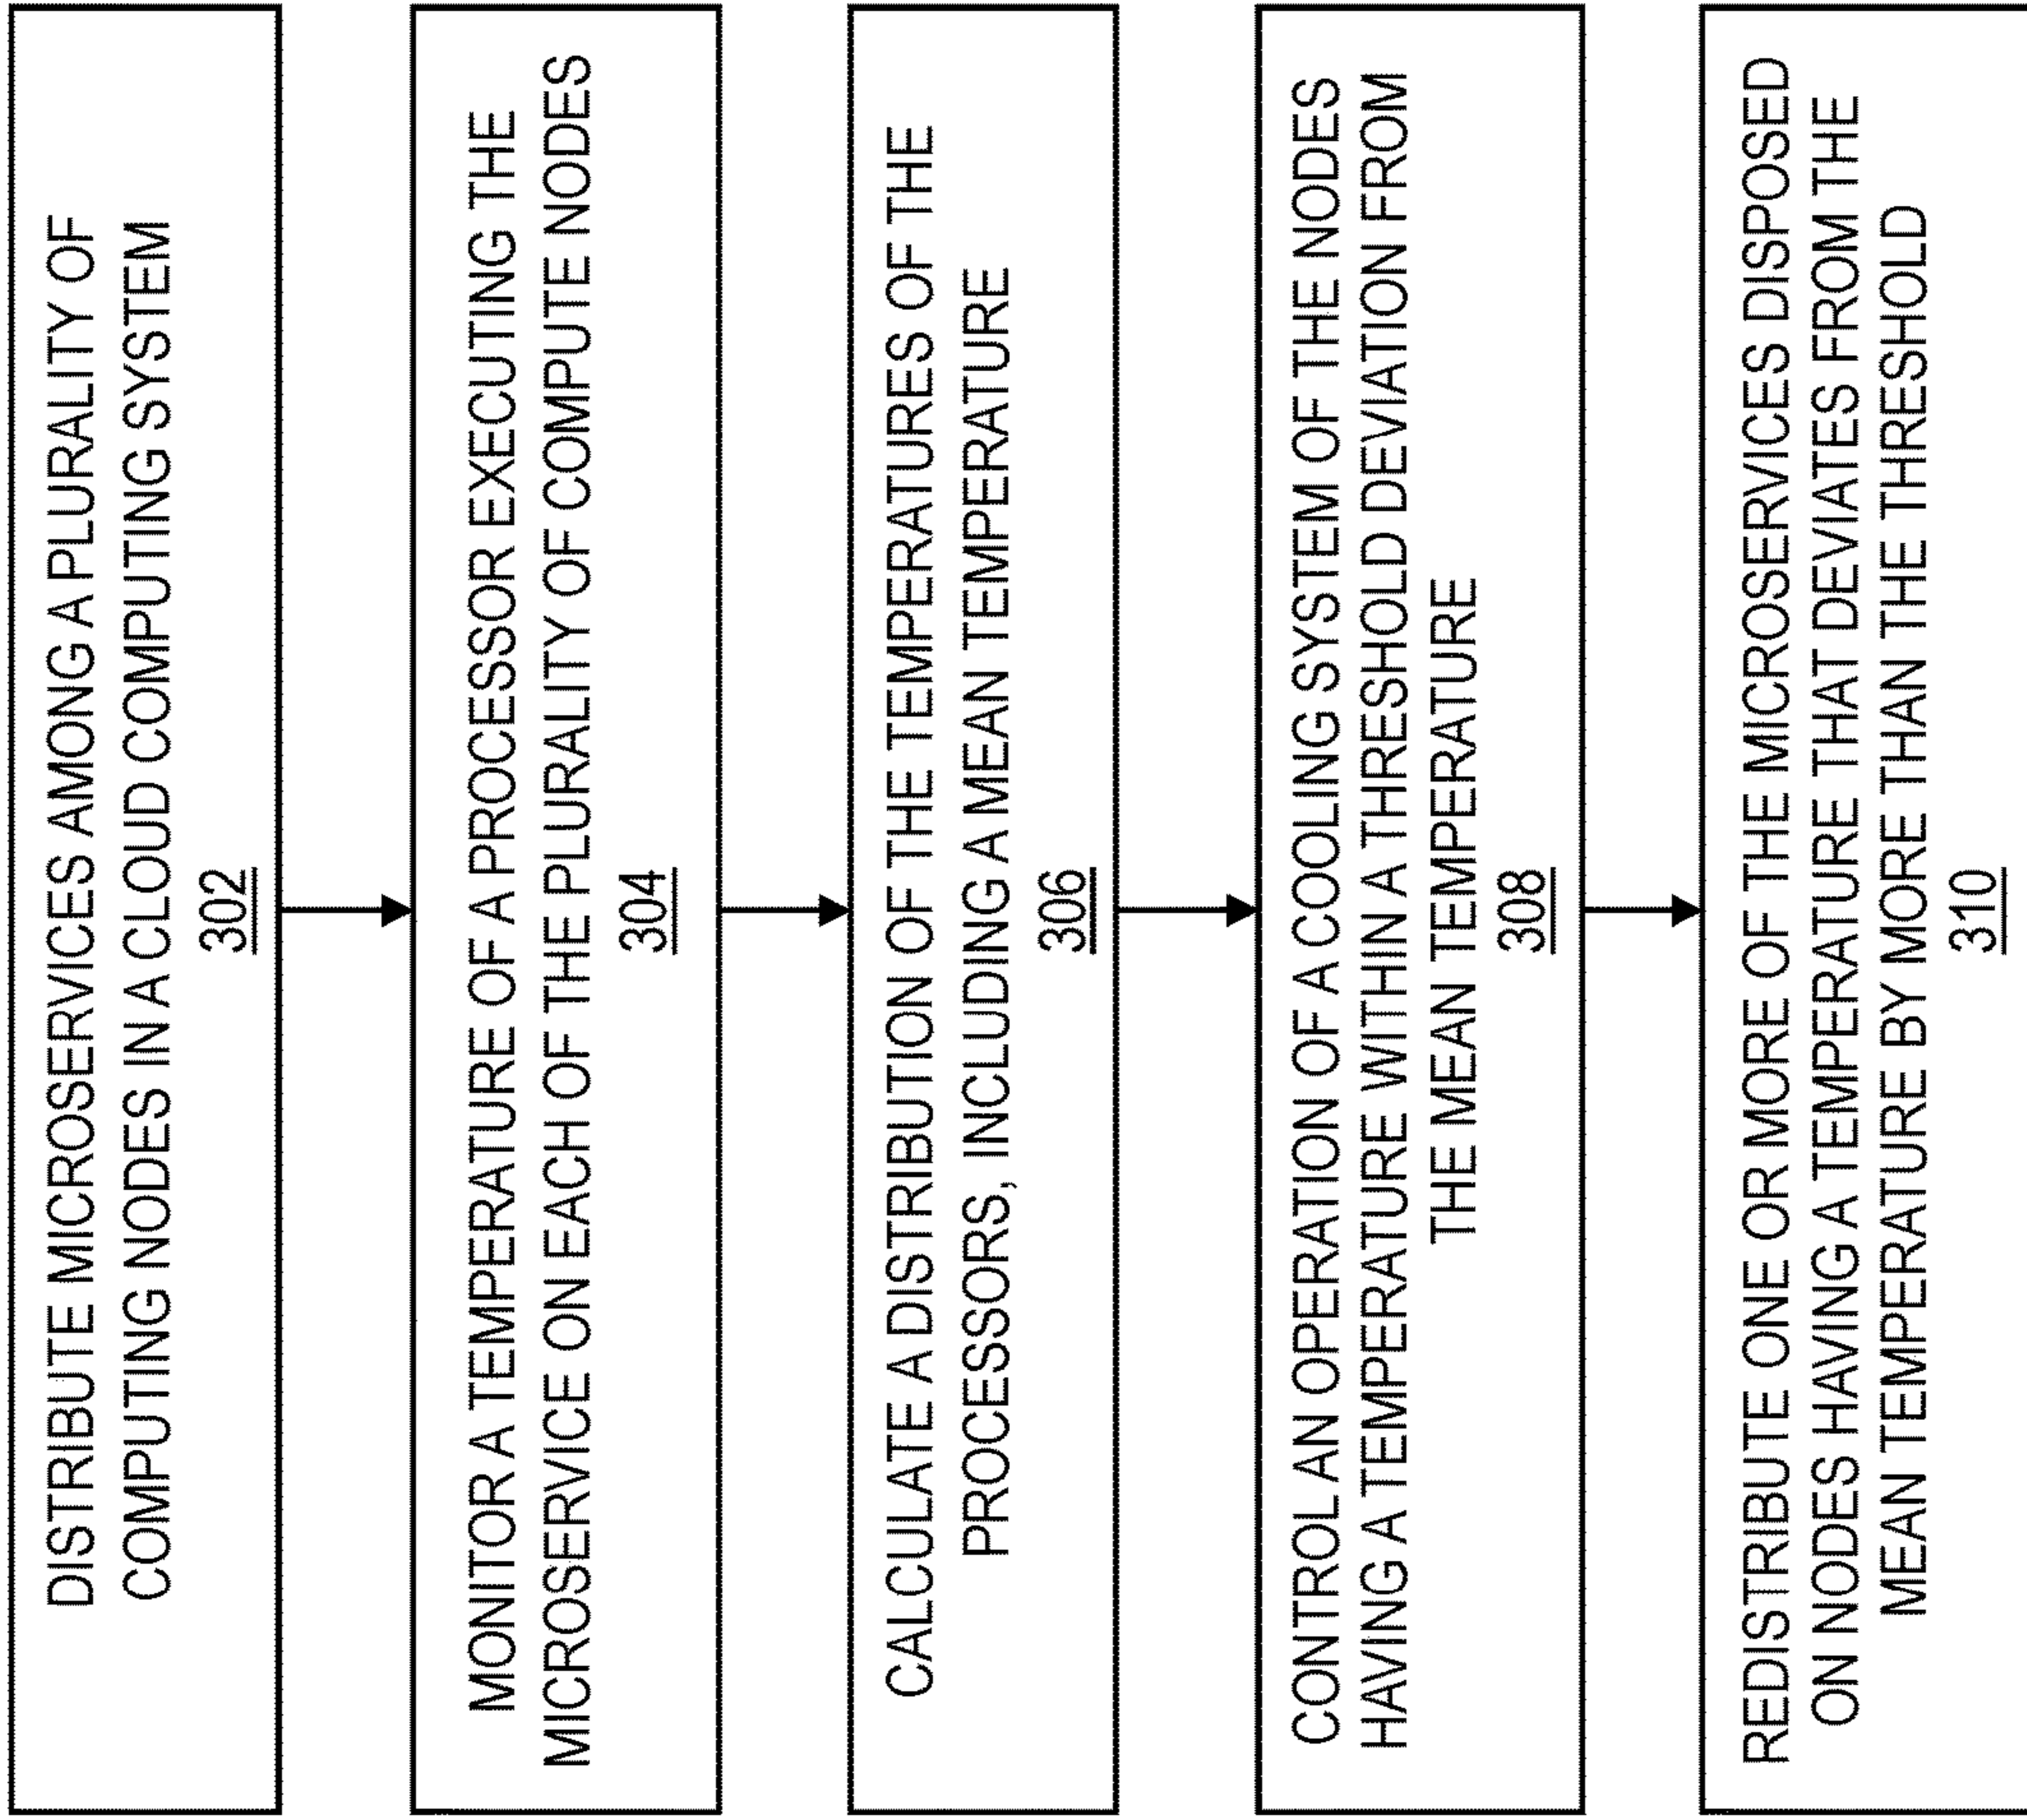 DISTRIBUTE MICROSERVICES AMONG A PLURALITY OF
COMPUTING NODES IN A CLOUD COMPUTING SYSTEM
302
MONITOR A TEMPERATURE OF A PROCESSOR EXECUTING THE
MICROSERVICE ON EACH OF THE PLURALITY OF COMPUTE NODES
304
CALCULATE A DISTRIBUTION OF THE TEMPERATURES OF THE
PROCESSORS, INCLUDING A MEAN TEMPERATURE
306
CONTROL AN OPERATION OF A COOLING SYSTEM OF THE NODES
HAVING A TEMPERATURE WITHIN A THRESHOLD DEVIATION FROM
THE MEAN TEMPERATURE
308
REDISTRIBUTE ONE OR MORE OF THE MICROSERVICES DISPOSED
ON NODES HAVING A TEMPERATURE THAT DEVIATES FROM THE
MEAN TEMPERATURE BY MORE THAN THE THRESHOLD
310